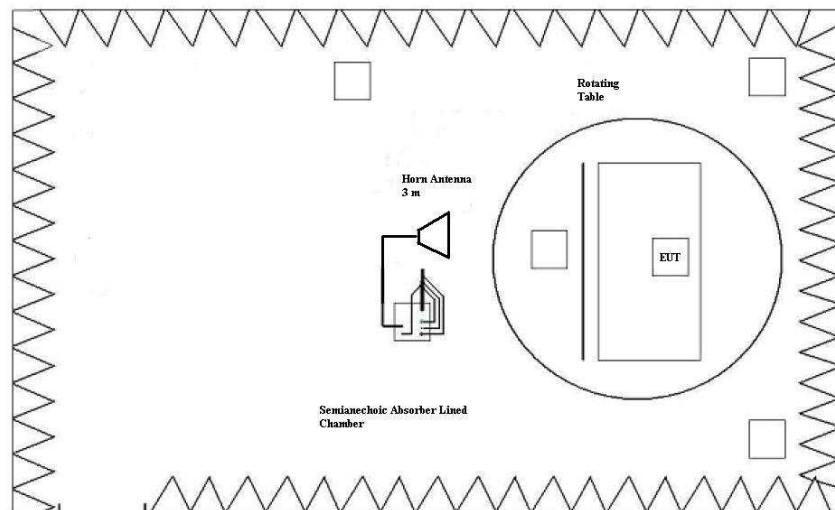 Rotating
Table
Horn Antenna
3 m
EUT
Semianechoic Absorber Lined
Chamber